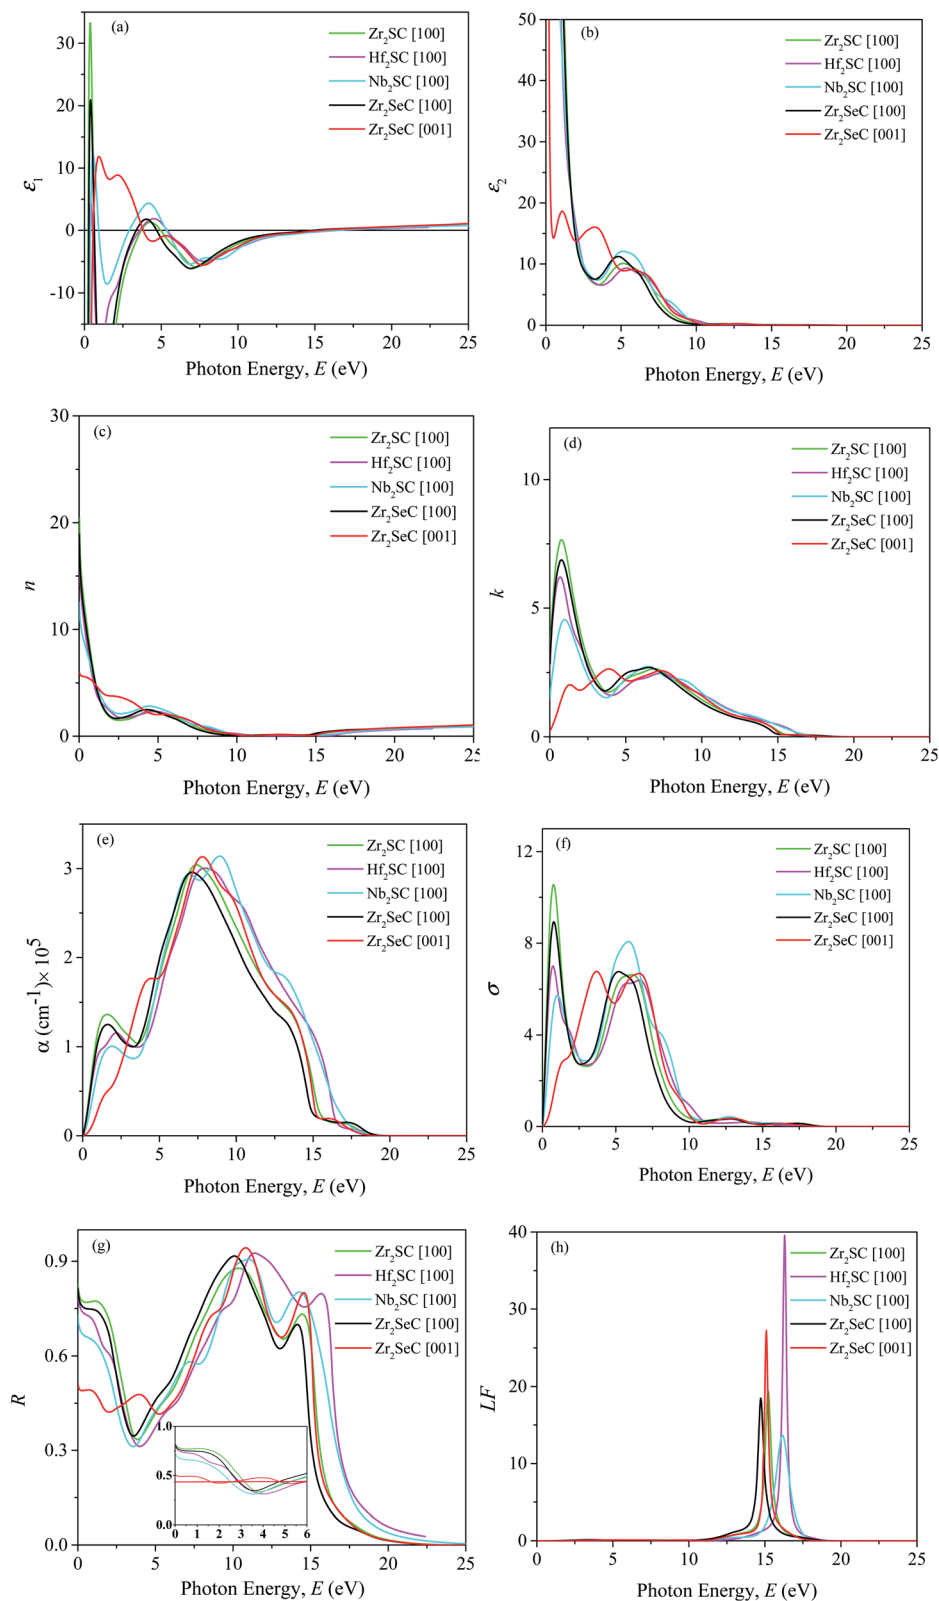 (a)
Zr2SC [100]
Hf2SC [100]
Nb2SC [100]
Zr2SeC [100]
Zr2SeC [001]
30
20
10
0
-10
ε1
0 5 10 15 20 25
Photon Energy, E (eV)
(b)
Zr2SC [100]
Hf2SC [100]
Nb2SC [100]
Zr2SeC [100]
Zr2SeC [001]
50
40
30
20
10
0
ε2
0 5 10 15 20 25
Photon Energy, E (eV)
(c)
Zr2SC [100]
Hf2SC [100]
Nb2SC [100]
Zr2SeC [100]
Zr2SeC [001]
30
20
10
0
n
0 5 10 15 20 25
Photon Energy, E (eV)
(d)
Zr2SC [100]
Hf2SC [100]
Nb2SC [100]
Zr2SeC [100]
Zr2SeC [001]
10
5
0
k
0 5 10 15 20 25
Photon Energy, E (eV)
(e)
Zr2SC [100]
Hf2SC [100]
Nb2SC [100]
Zr2SeC [100]
Zr2SeC [001]
3
2
1
0
α (cm⁻¹)× 10⁵
0 5 10 15 20 25
Photon Energy, E (eV)
(f)
Zr2SC [100]
Hf2SC [100]
Nb2SC [100]
Zr2SeC [100]
Zr2SeC [001]
12
8
4
0
σ
0 5 10 15 20 25
Photon Energy, E (eV)
(g)
Zr2SC [100]
Hf2SC [100]
Nb2SC [100]
Zr2SeC [100]
Zr2SeC [001]
0.9
0.6
0.3
0.0
R
1.0
0.5
0.0
0 1 2 3 4 5 6
0 5 10 15 20 25
Photon Energy, E (eV)
(h)
Zr2SC [100]
Hf2SC [100]
Nb2SC [100]
Zr2SeC [100]
Zr2SeC [001]
40
30
20
10
0
LF
0 5 10 15 20 25
Photon Energy, E (eV)